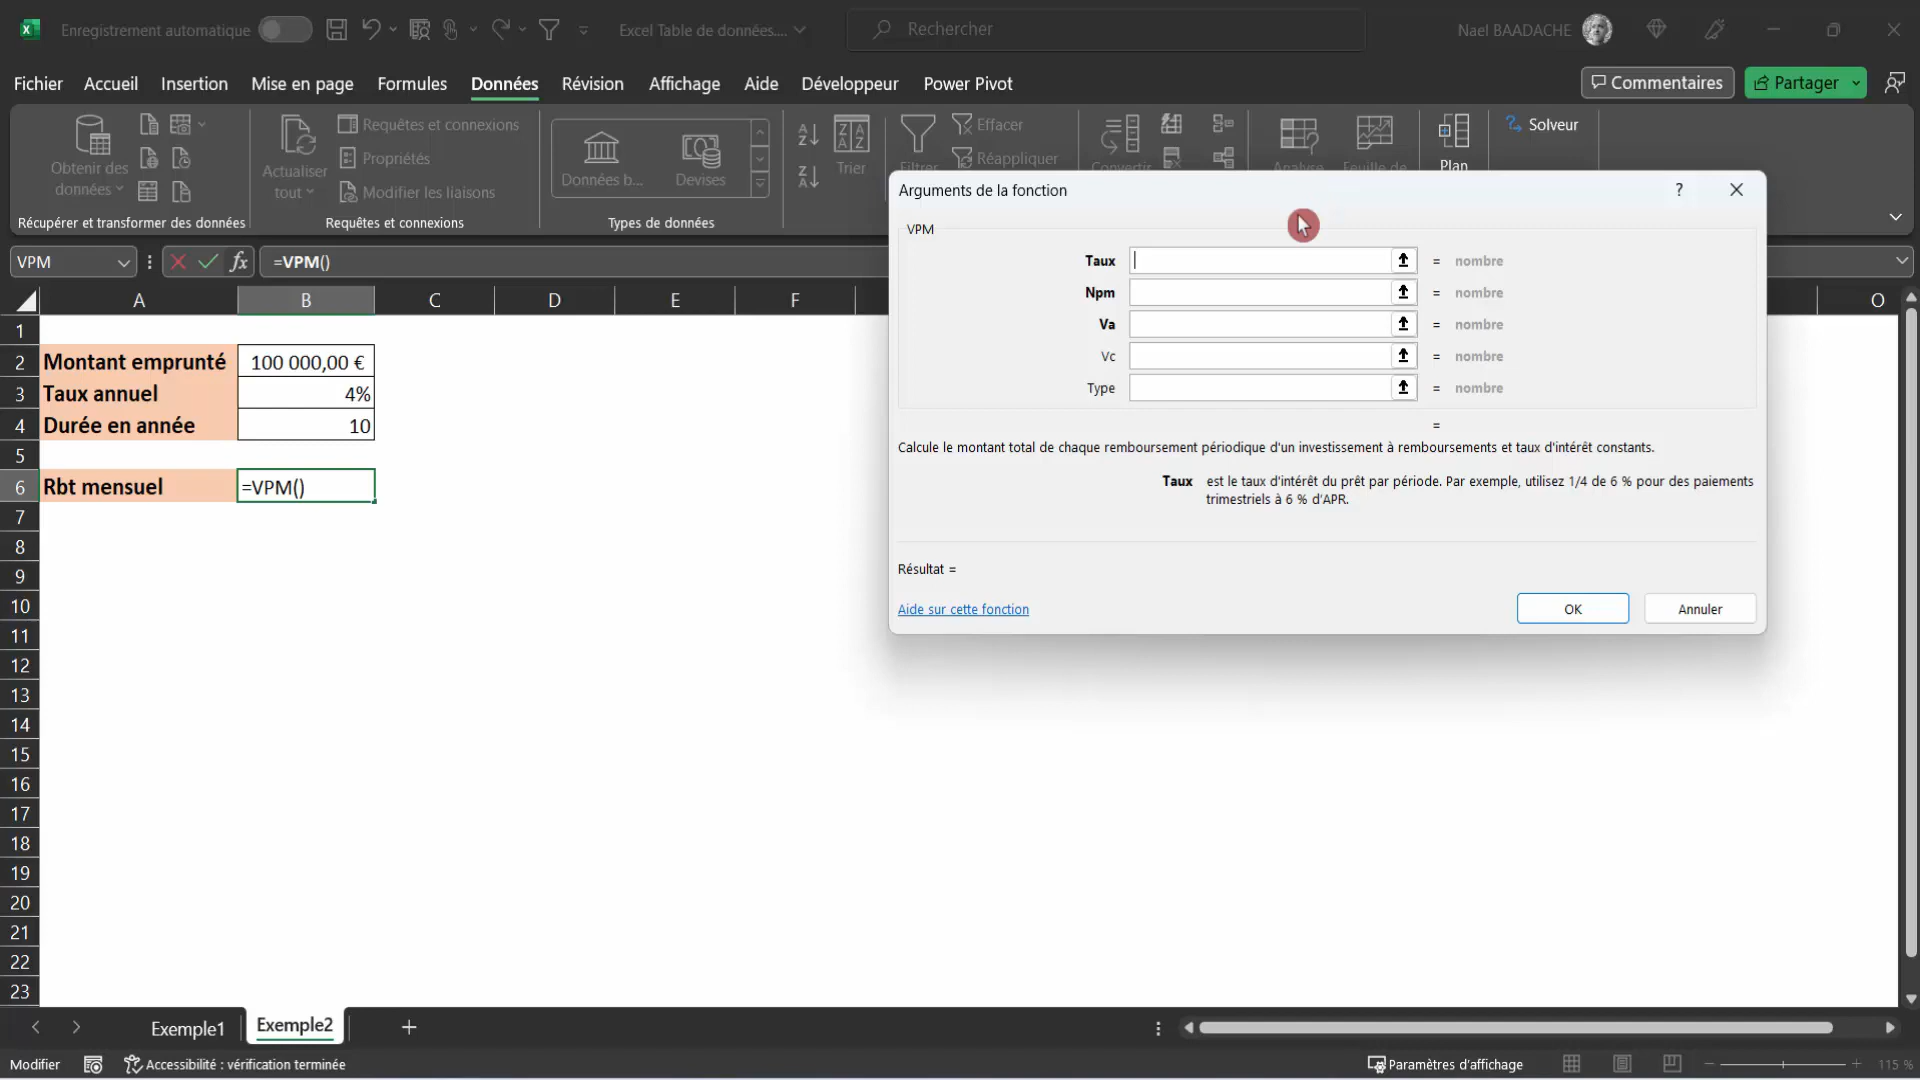 Enregistrement automatique
Excel Table de données....
Rechercher
Nael BAADACHE
Fichier Accueil Insertion Mise en page Formules Données Révision Affichage Aide Développeur Power Pivot
Commentaires
Partager
Obtenir des données
Récupérer et transformer des données
Actualiser tout
Requêtes et connexions
Propriétés
Modifier les liaisons
Requêtes et connexions
Données b...
Devises
Types de données
Trier
Filtrer
Effacer
Réappliquer
Convertir
Analyse
Feuille de
Plan
Solveur
VPM
fx
=VPM()
A B C D E F O
1
2 Montant emprunté 100 000,00 €
3 Taux annuel 4%
4 Durée en année 10
5
6 Rbt mensuel =VPM()
7
8
9
10
11
12
13
14
15
16
17
18
19
20
21
22
23
Arguments de la fonction ?
VPM
Taux = nombre
Npm = nombre
Va = nombre
Vc = nombre
Type = nombre
=
Calcule le montant total de chaque remboursement périodique d'un investissement à remboursements et taux d'intérêt constants.
Taux est le taux d'intérêt du prêt par période. Par exemple, utilisez 1/4 de 6 % pour des paiements
trimestriels à 6 % d'APR.
Résultat =
Aide sur cette fonction
OK
Annuler
Exemple1
Exemple2
Modifier
Accessibilité : vérification terminée
Paramètres d'affichage
115 %